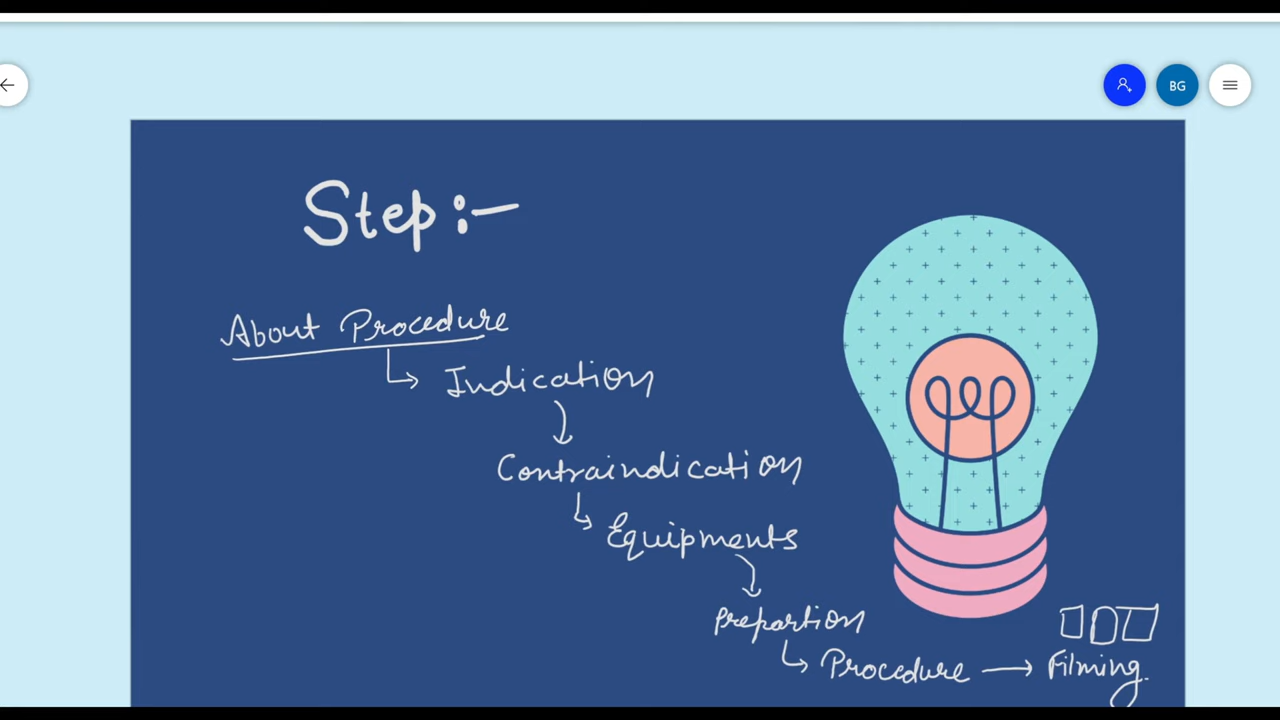 BG
Step:-
About Procedure
Indication
Contraindication
Equipments
Prepartion
Procedure → Filming.